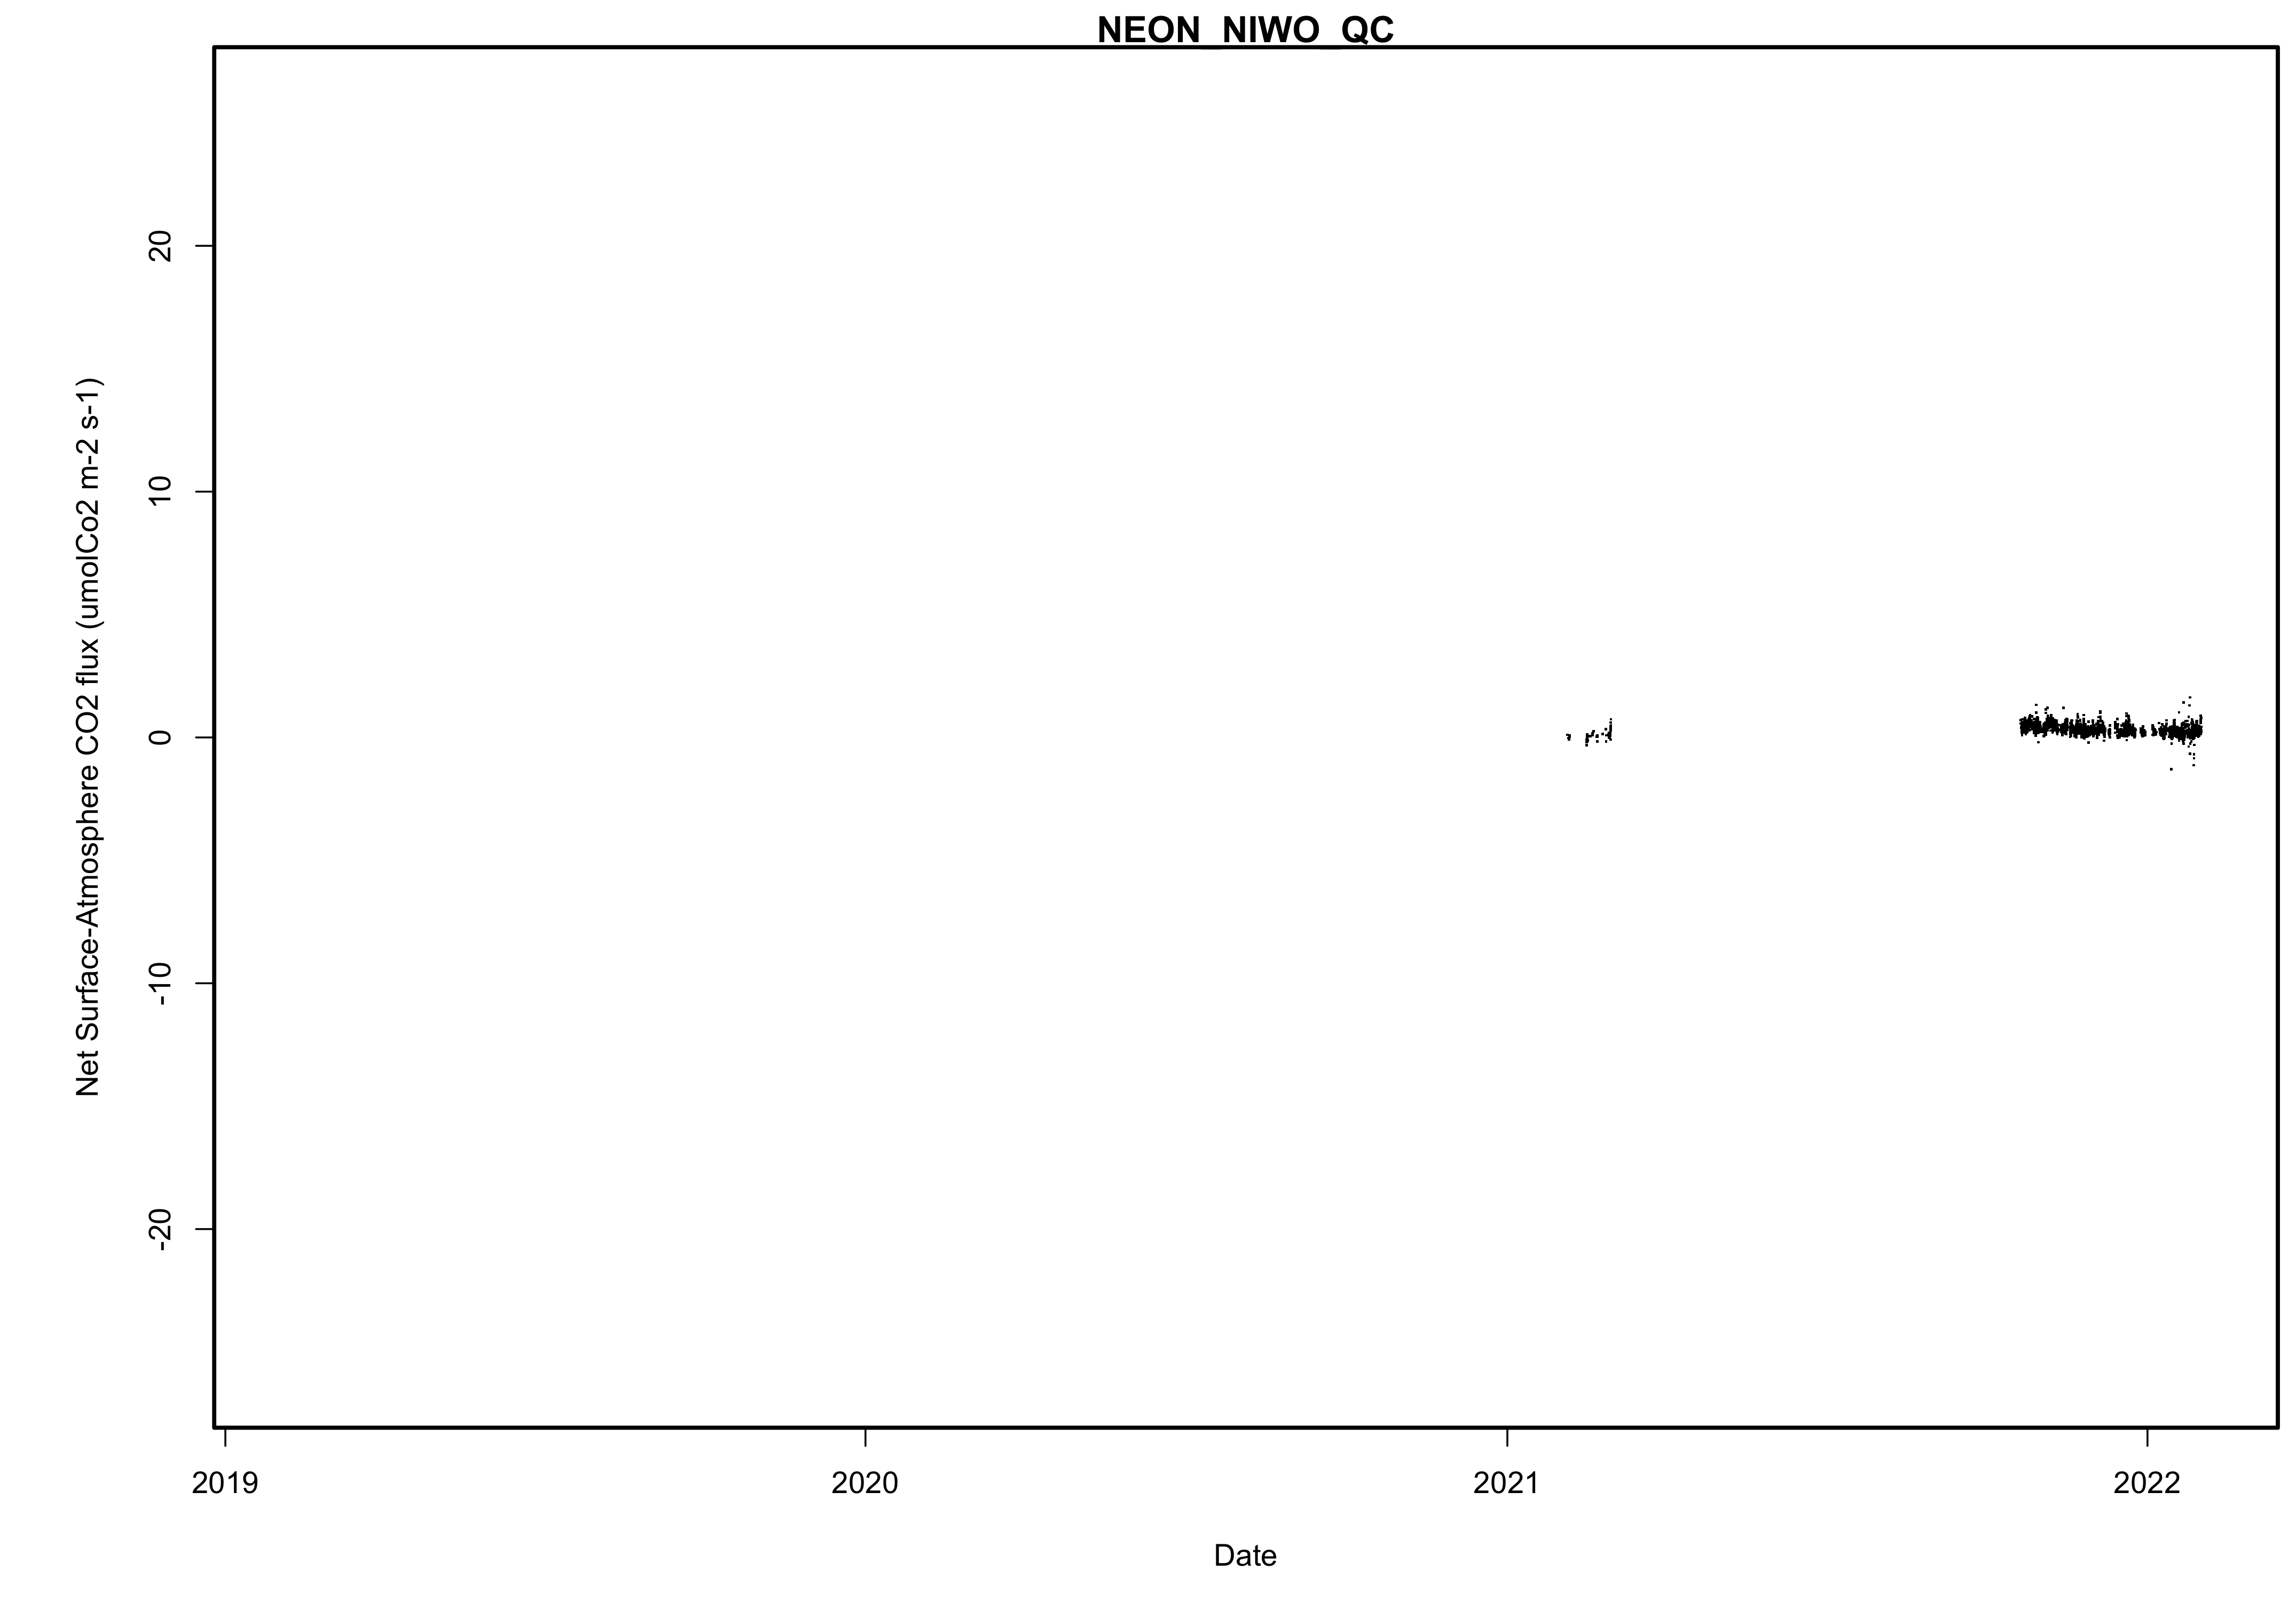 NEON_NIWO_QC
Net Surface-Atmosphere CO2 flux (umolCo2 m-2 s-1)
20
10
0
-10
-20
2019 2020 2021 2022
Date